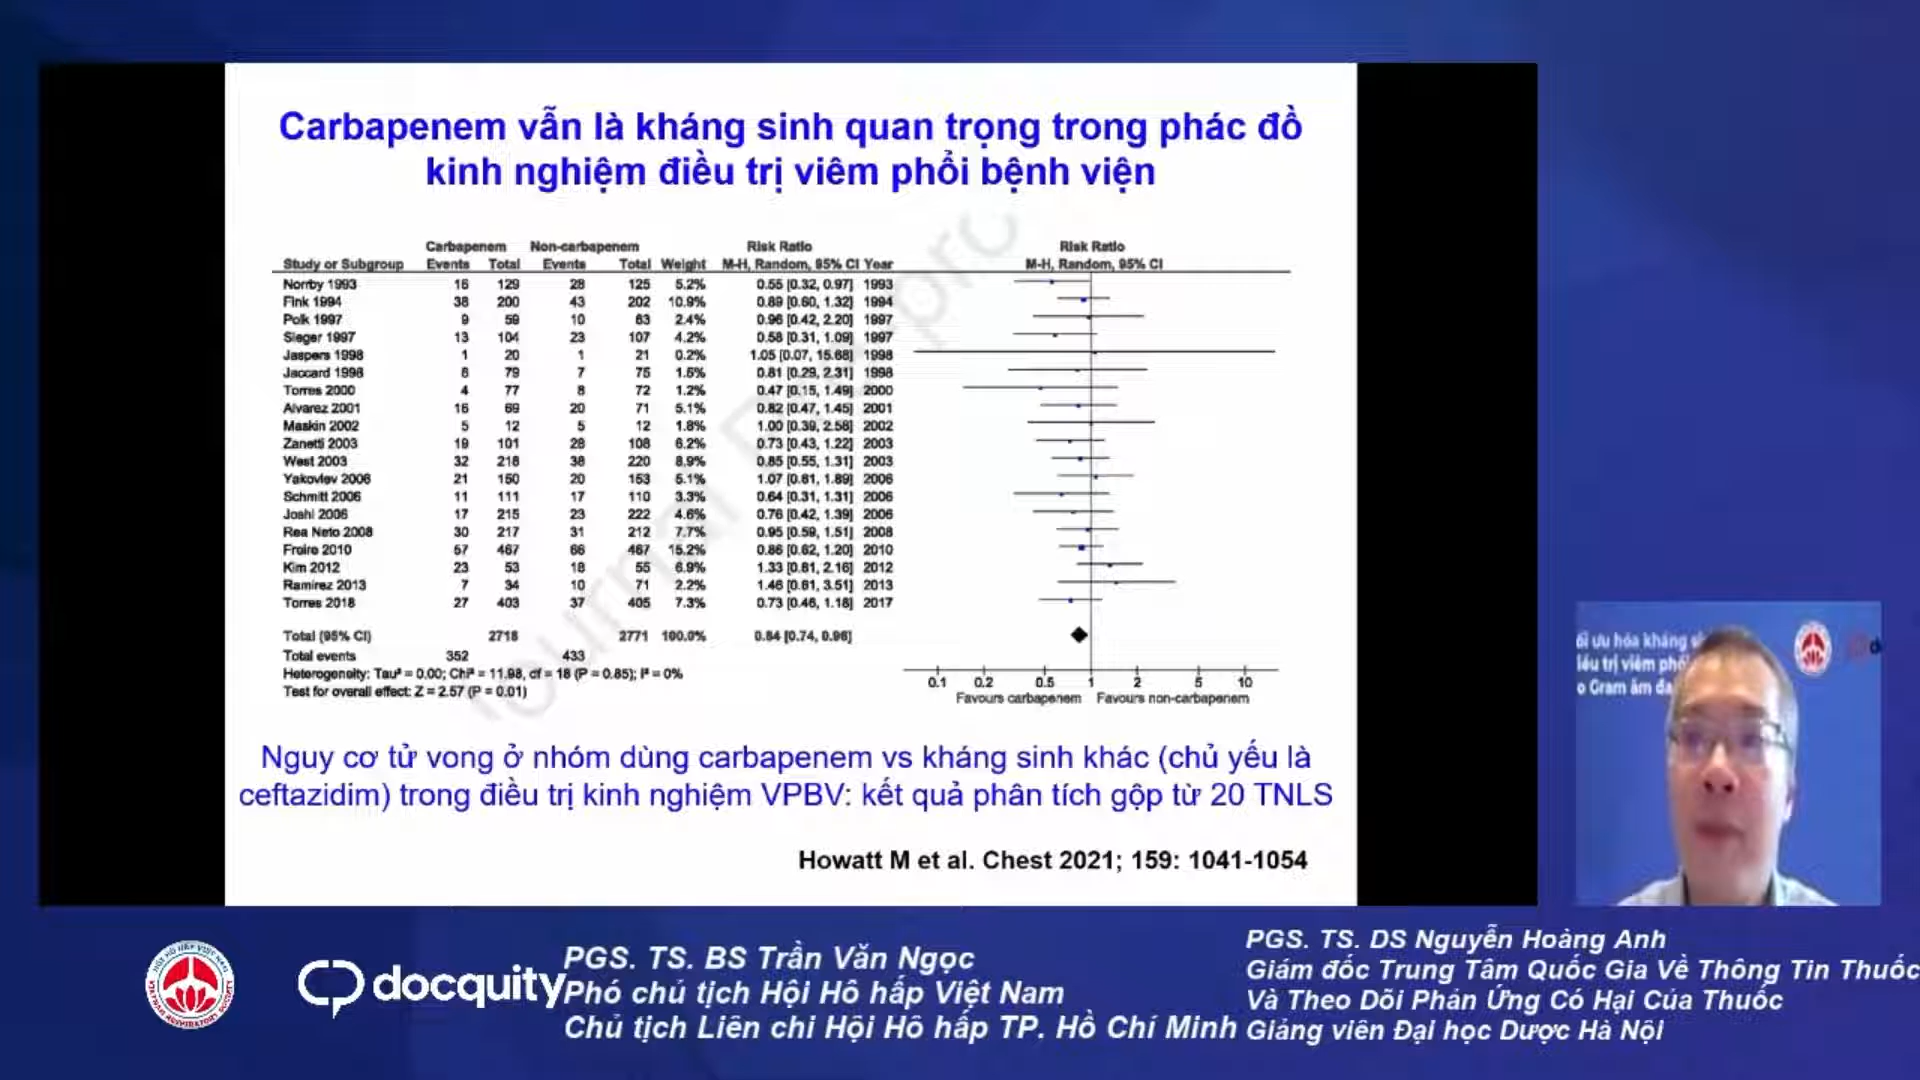 Carbapenem vẫn là kháng sinh quan trọng trong phác đồ
kinh nghiệm điều trị viêm phổi bệnh viện
Carbapenem Non-carbapenem Risk Ratio Risk Ratio
Study or Subgroup Events Total Events Total Weight M-H, Random, 95% CI Year M-H, Random, 95% CI
Norrby 1993 16 129 28 125 5.2% 0.55 [0.32, 0.97] 1993
Fink 1994 38 200 43 202 10.9% 0.89 [0.60, 1.32] 1994
Polk 1997 9 59 10 63 2.4% 0.96 [0.42, 2.20] 1997
Sieger 1997 13 104 23 107 4.2% 0.58 [0.31, 1.09] 1997
Jaspers 1998 1 20 1 21 0.2% 1.05 [0.07, 15.68] 1998
Jaccard 1998 6 79 7 75 1.5% 0.81 [0.29, 2.31] 1998
Torres 2000 4 77 8 72 1.2% 0.47 [0.15, 1.49] 2000
Alvarez 2001 16 69 20 71 5.1% 0.82 [0.47, 1.45] 2001
Maskin 2002 5 12 5 12 1.8% 1.00 [0.39, 2.58] 2002
Zanetti 2003 19 101 28 108 6.2% 0.73 [0.43, 1.22] 2003
West 2003 32 218 38 220 8.9% 0.85 [0.55, 1.31] 2003
Yakovlev 2006 21 150 20 153 5.1% 1.07 [0.61, 1.89] 2006
Schmitt 2006 11 111 17 110 3.3% 0.64 [0.31, 1.31] 2006
Joshi 2006 17 215 23 222 4.6% 0.76 [0.42, 1.39] 2006
Rea Neto 2008 30 217 31 212 7.7% 0.95 [0.59, 1.51] 2008
Freire 2010 57 467 66 467 15.2% 0.86 [0.62, 1.20] 2010
Kim 2012 23 53 18 55 6.9% 1.33 [0.81, 2.16] 2012
Ramirez 2013 7 34 10 71 2.2% 1.46 [0.61, 3.51] 2013
Torres 2018 27 403 37 405 7.3% 0.73 [0.46, 1.18] 2017
Total (95% CI) 2718 2771 100.0% 0.84 [0.74, 0.96]
Total events 352 433
Heterogeneity: Tau² = 0.00; Chi² = 11.98, df = 18 (P = 0.85); I² = 0%
Test for overall effect: Z = 2.57 (P = 0.01)
0.1 0.2 0.5 1 2 5 10
Favours carbapenem Favours non-carbapenem
Nguy cơ tử vong ở nhóm dùng carbapenem vs kháng sinh khác (chủ yếu là
ceftazidim) trong điều trị kinh nghiệm VPBV: kết quả phân tích gộp từ 20 TNLS
Howatt M et al. Chest 2021; 159: 1041-1054
ưu hóa kháng
trị viêm
Gram âm
docquity
PGS. TS. BS Trần Văn Ngọc
Phó chủ tịch Hội Hô hấp Việt Nam
Chủ tịch Liên chi Hội Hô hấp TP. Hồ Chí Minh
PGS. TS. DS Nguyễn Hoàng Anh
Giám đốc Trung Tâm Quốc Gia Về Thông Tin Thuốc
Và Theo Dõi Phản Ứng Có Hại Của Thuốc
Giảng viên Đại học Dược Hà Nội